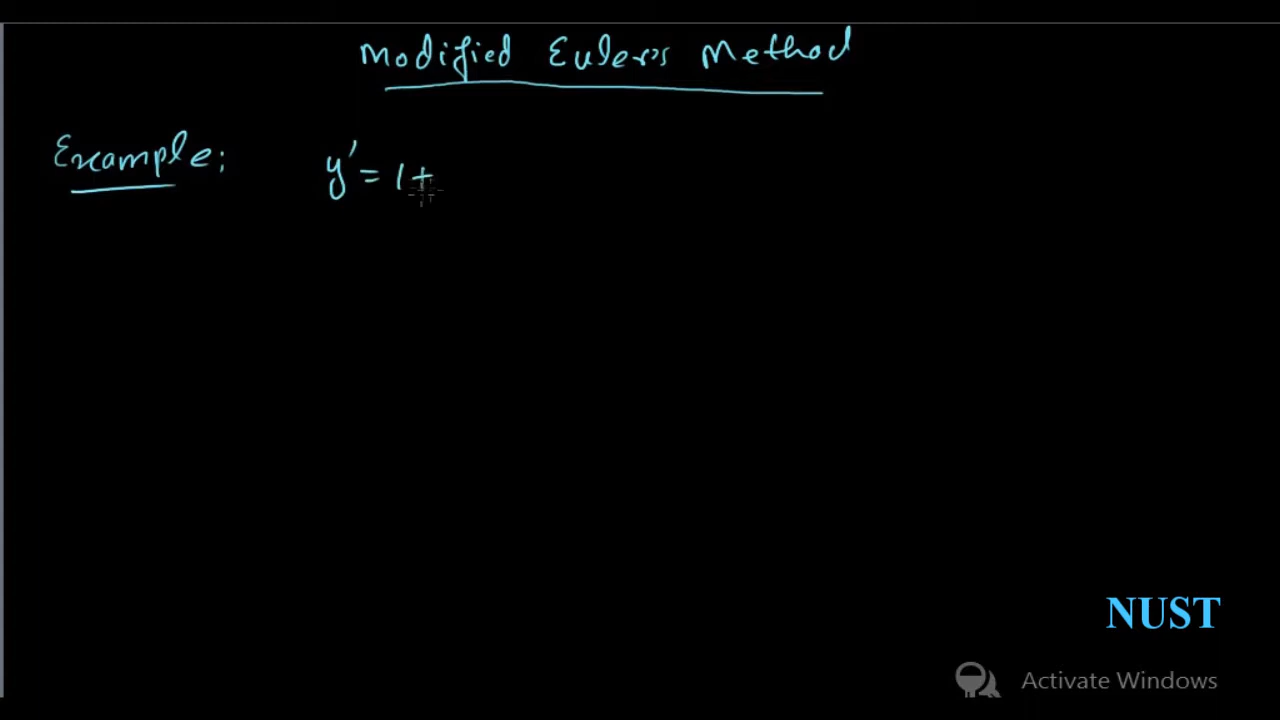 Modified Euler's Method
Example: y' = 1+
NUST
Activate Windows